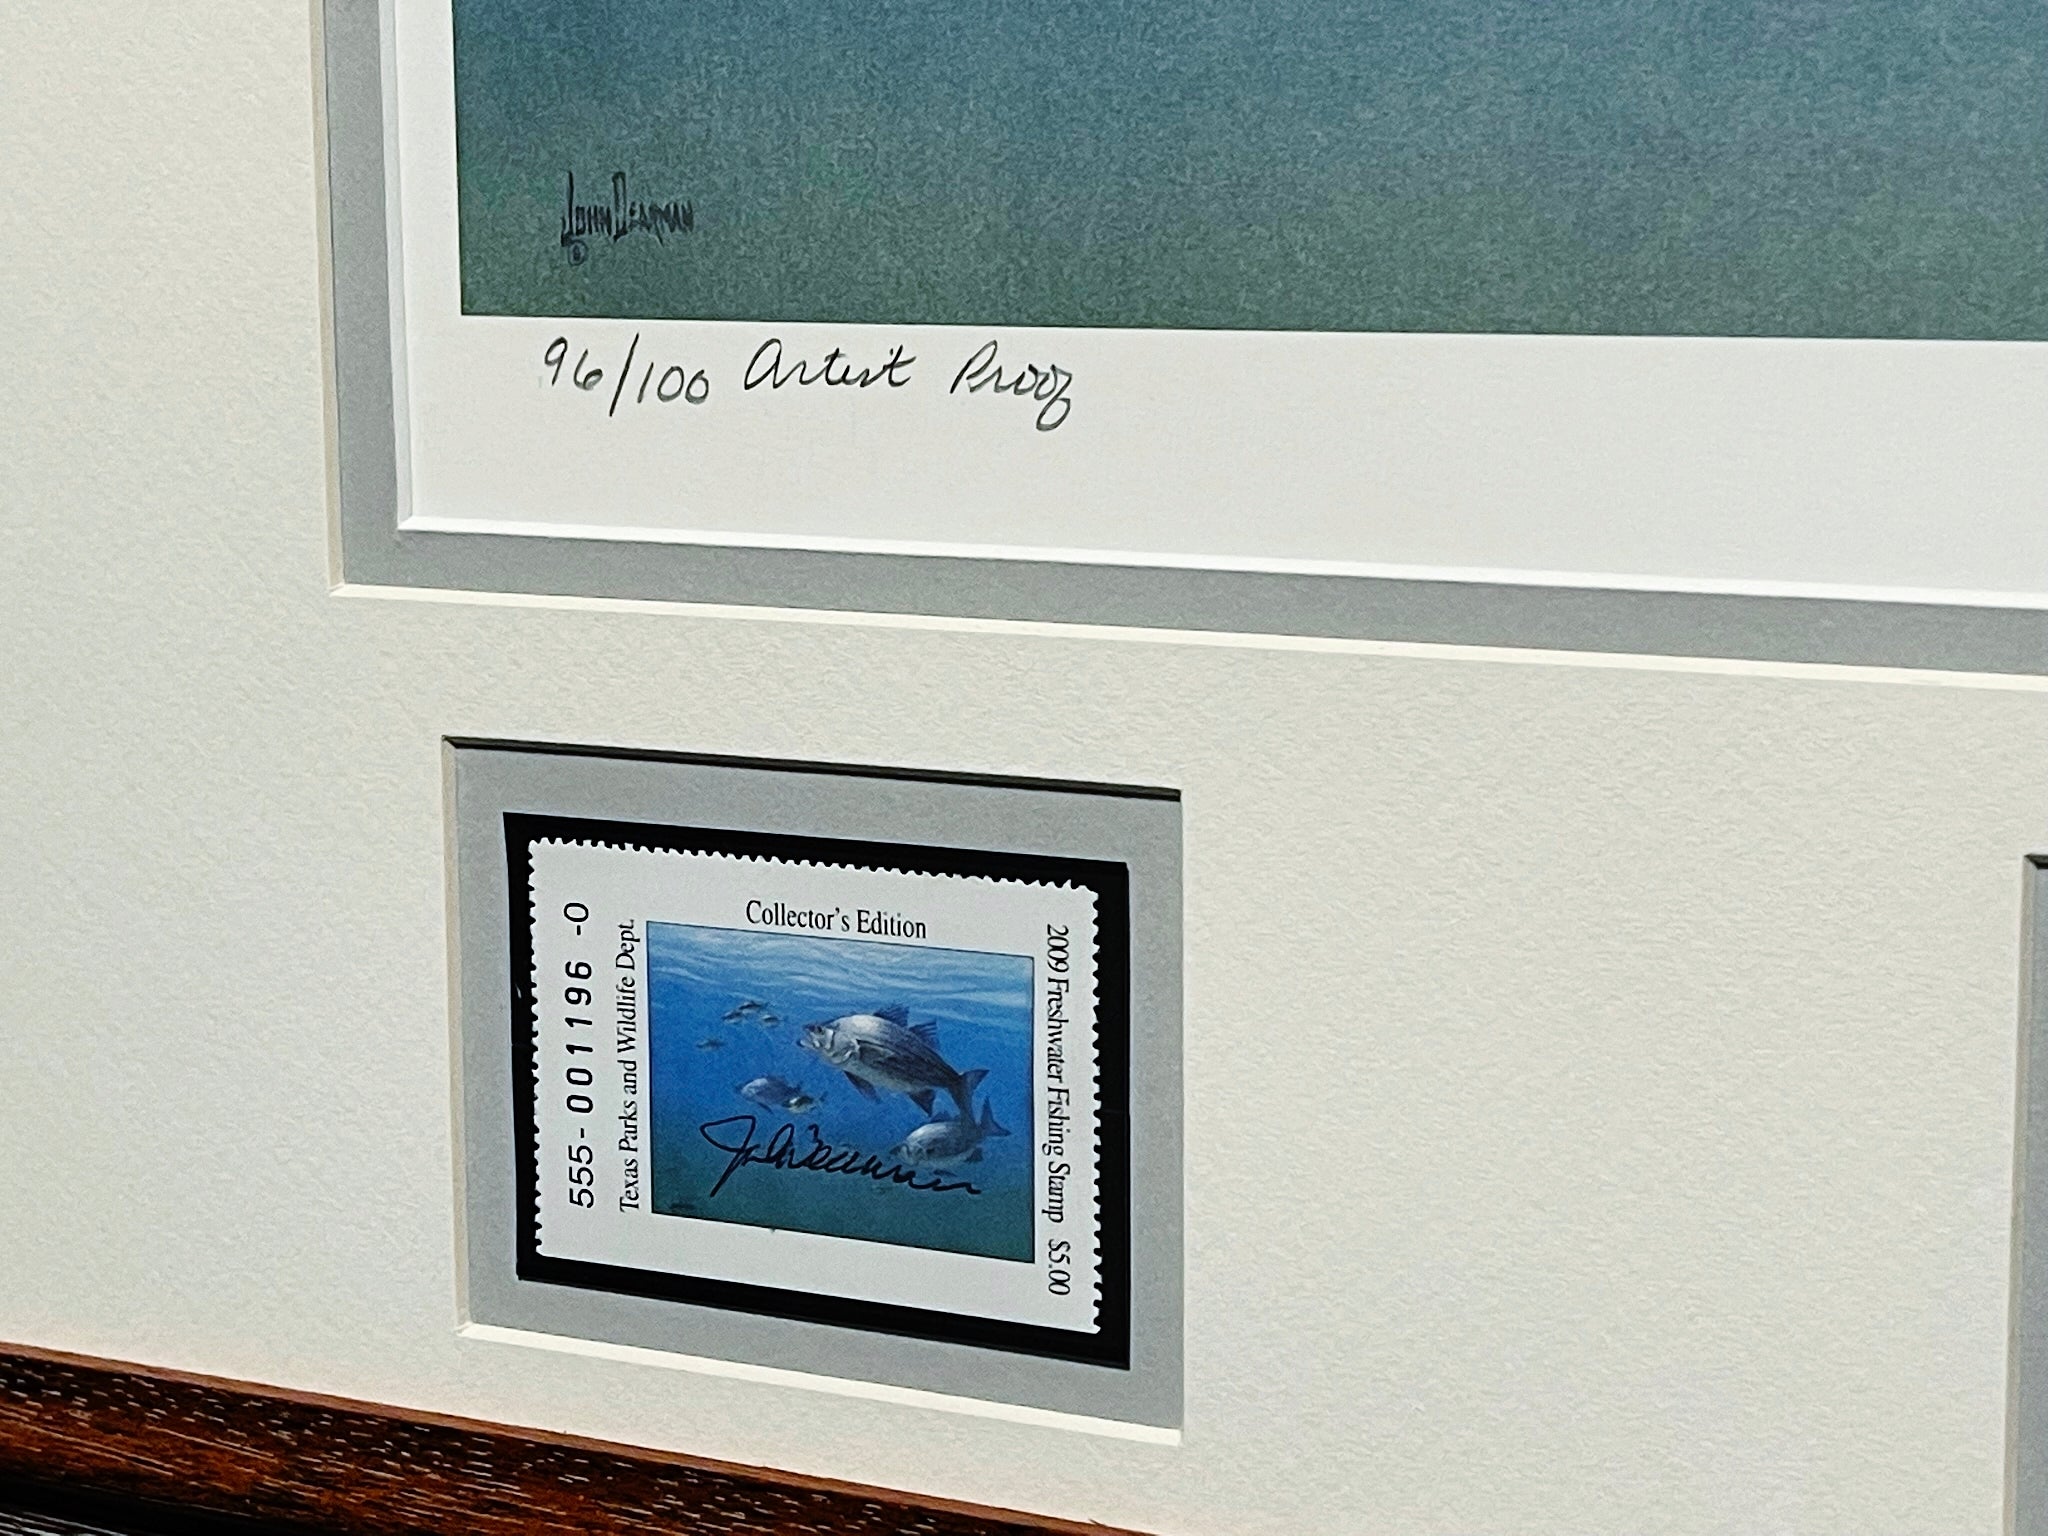 John Dearman
96/100 Artist Proof
Collector's Edition
555-001196 -0
Texas Parks and Wildlife Dept.
2009 Freshwater Fishing Stamp $5.00